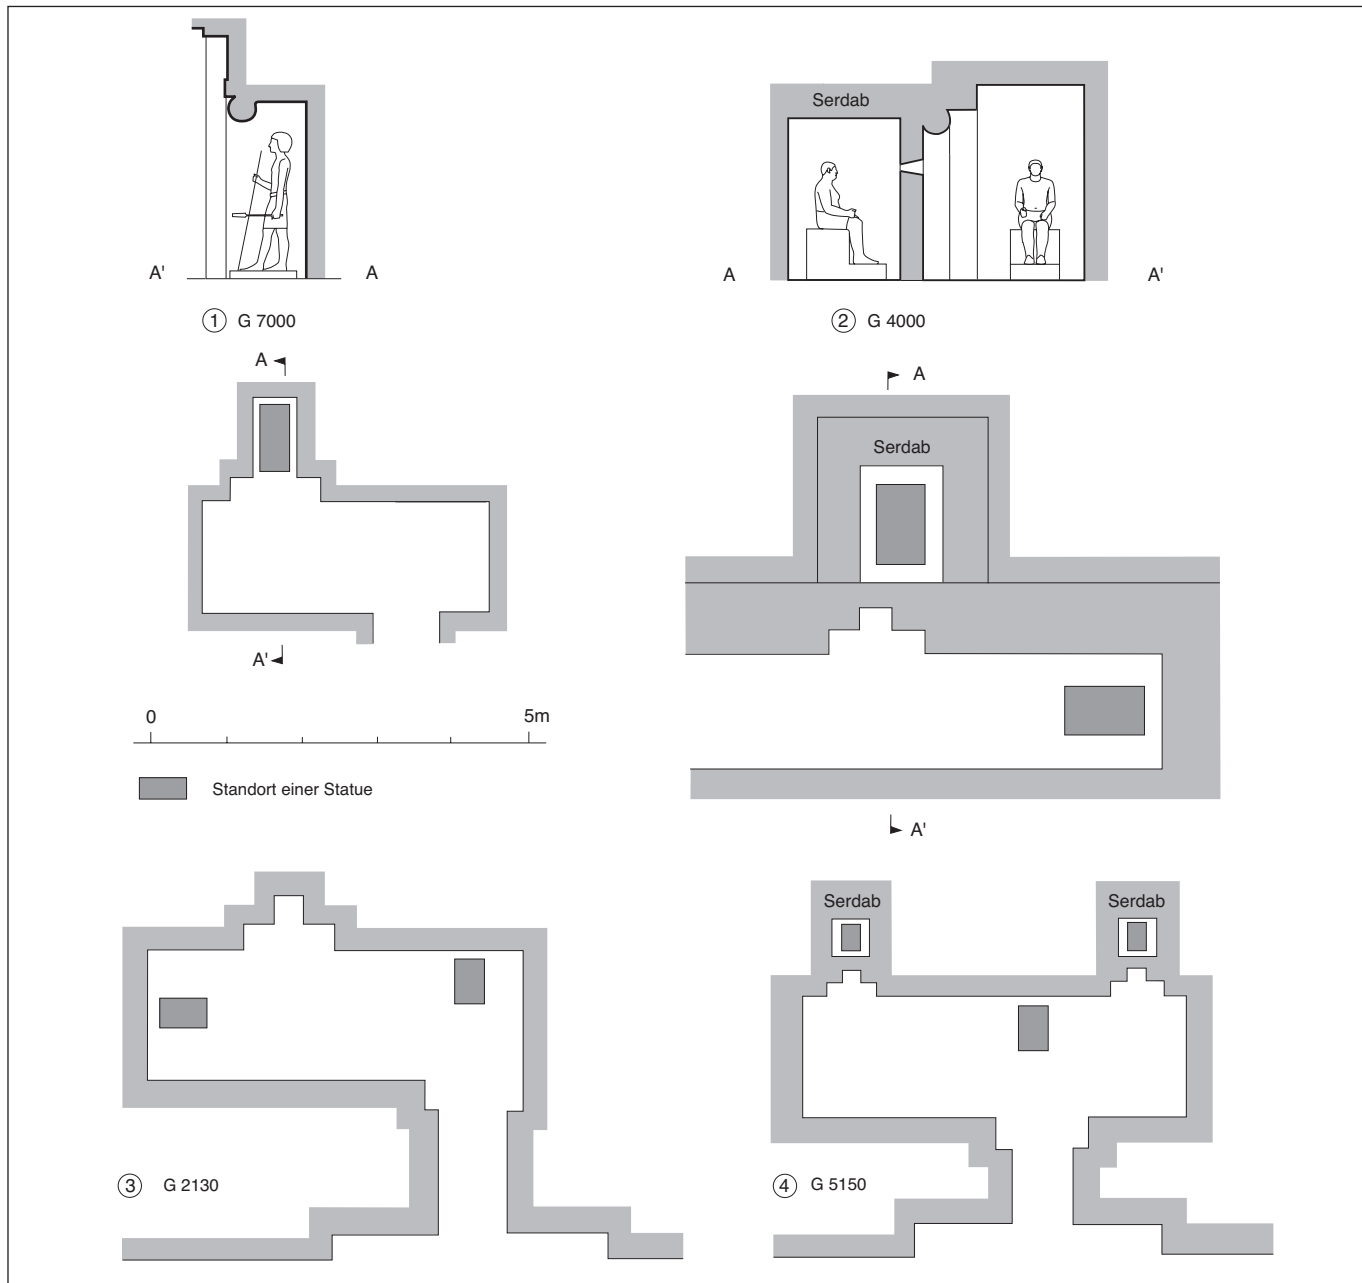 Serdab
A' A
A A'
1 G 7000
2 G 4000
A
A
Serdab
A'
0 5m
Standort einer Statue
A'
Serdab
Serdab
3 G 2130
4 G 5150